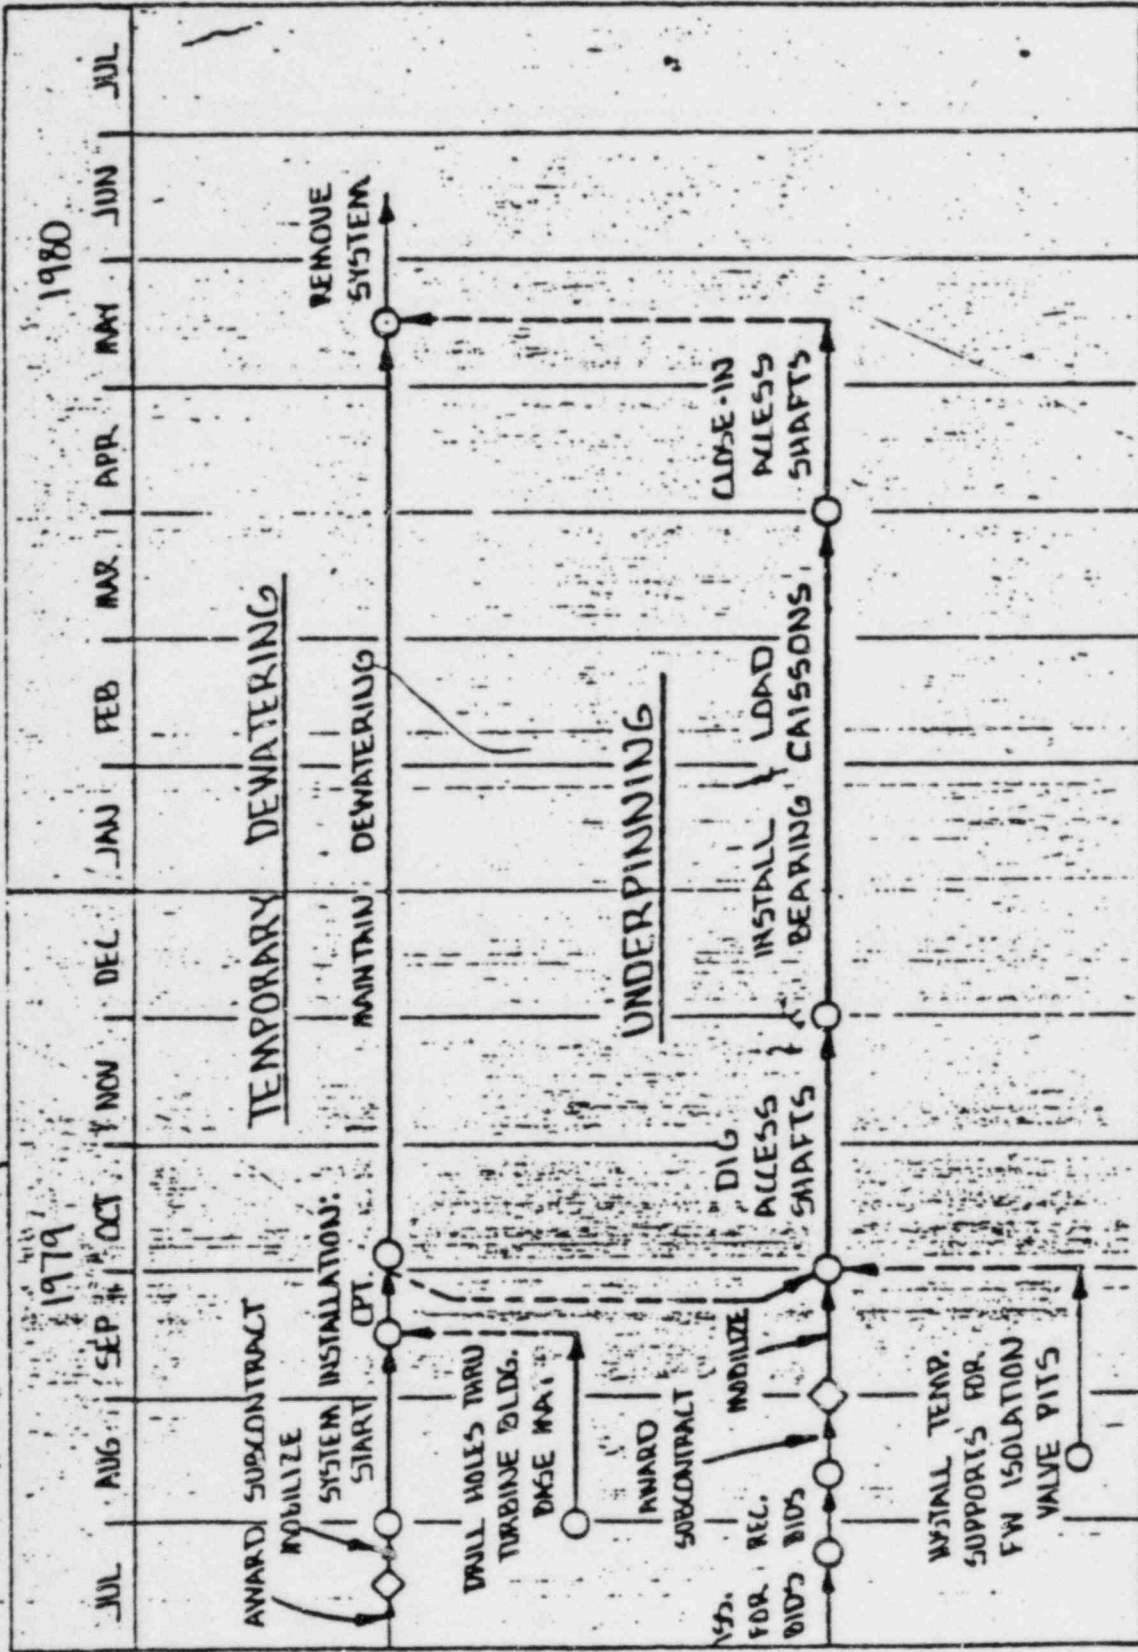 1979
1980
JUL AUG SEP OCT NOV DEC JAN FEB MAR APR MAY JUN JUL
TEMPORARY DEWATERING
AWARD SUBCONTRACT
MOBILIZE
SYSTEM INSTALLATION:
START
CPT.
MAINTAIN DEWATERING
REMOVE
SYSTEM
DRILL HOLES THRU
TURBINE BLDG.
BASE MAT
UNDERPINNING
ISS.
FOR
BIDS
REC.
BIDS
AWARD
SUBCONTRACT
MOBILIZE
DIG
ACCESS
SHAFTS
INSTALL & LOAD
BEARING CAISSONS
CLOSE-IN
ACCESS
SHAFTS
INSTALL TEMP.
SUPPORTS FOR
FW ISOLATION
VALVE PITS